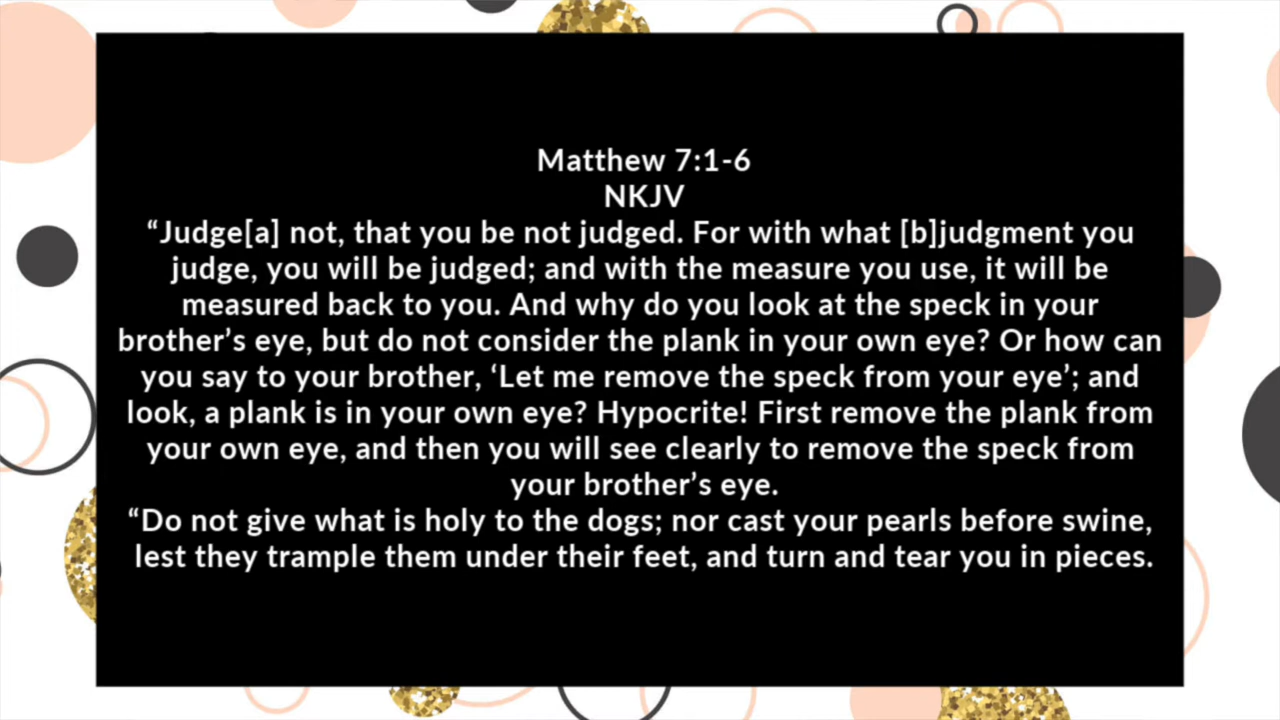 Matthew 7:1-6
NKJV
“Judge[a] not, that you be not judged. For with what [b]judgment you
judge, you will be judged; and with the measure you use, it will be
measured back to you. And why do you look at the speck in your
brother’s eye, but do not consider the plank in your own eye? Or how can
you say to your brother, ‘Let me remove the speck from your eye’; and
look, a plank is in your own eye? Hypocrite! First remove the plank from
your own eye, and then you will see clearly to remove the speck from
your brother’s eye.
“Do not give what is holy to the dogs; nor cast your pearls before swine,
lest they trample them under their feet, and turn and tear you in pieces.